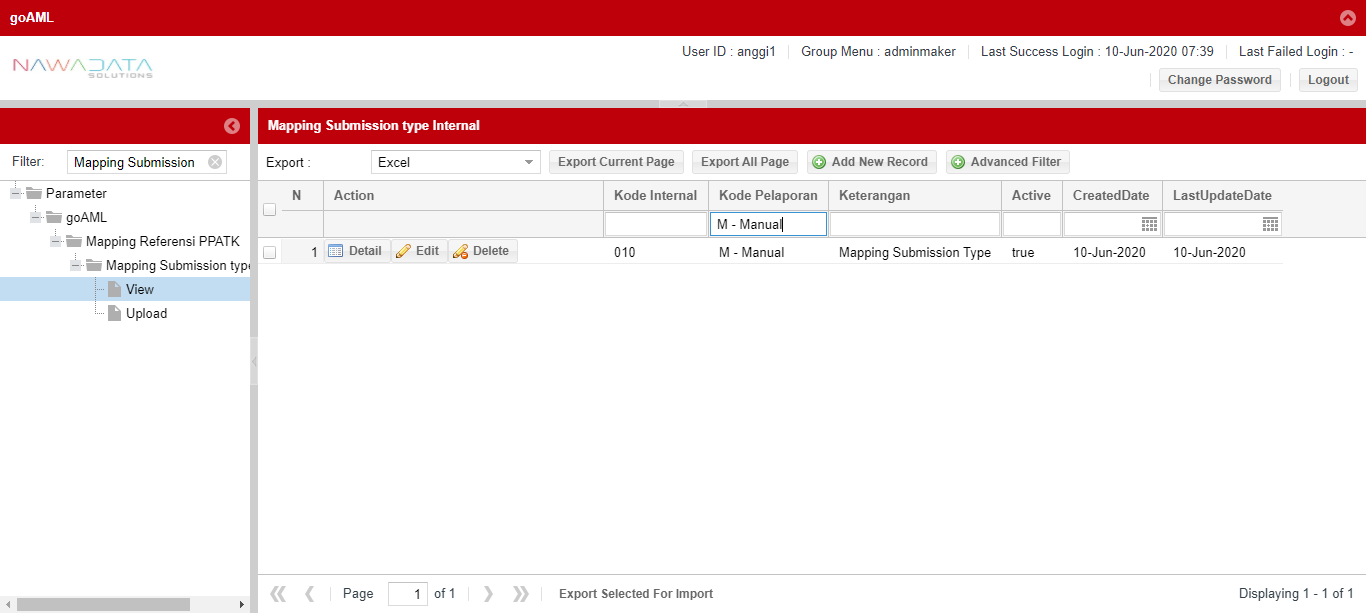 goAML
NAWADATA
SOLUTIONS
User ID : anggi1
Group Menu : adminmaker
Last Success Login : 10-Jun-2020 07:39
Last Failed Login : -
Change Password
Logout
Mapping Submission type Internal
Filter:
Mapping Submission
Export :
Excel
Export Current Page
Export All Page
Add New Record
Advanced Filter
Parameter
goAML
Mapping Referensi PPATK
Mapping Submission type
View
Upload
N
Action
Kode Internal
Kode Pelaporan
Keterangan
Active
CreatedDate
LastUpdateDate
M - Manual
1
Detail
Edit
Delete
010
M - Manual
Mapping Submission Type
true
10-Jun-2020
10-Jun-2020
Page
1
of 1
Export Selected For Import
Displaying 1 - 1 of 1